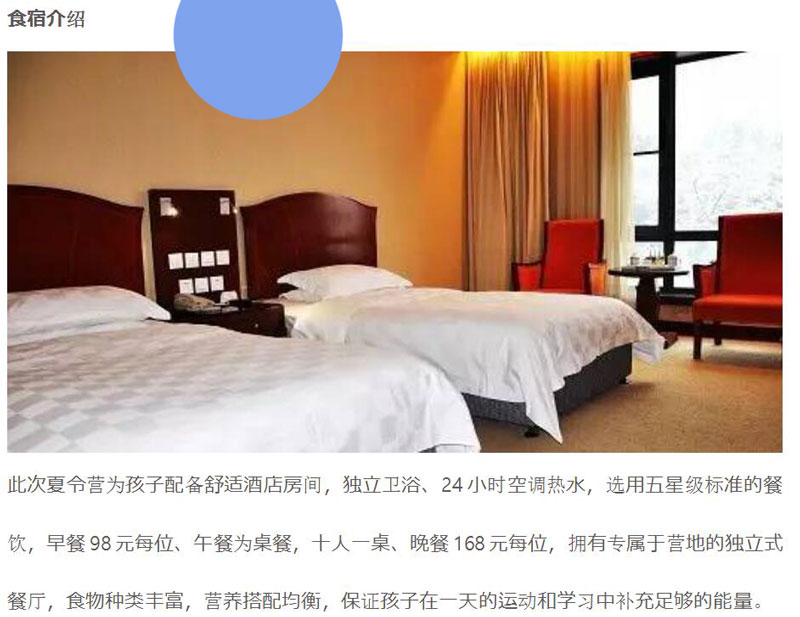 食宿介绍
此次夏令营为孩子配备舒适酒店房间，独立卫浴、24小时空调热水，选用五星级标准的餐
饮，早餐98元每位、午餐为桌餐，十人一桌、晚餐168元每位，拥有专属于营地的独立式
餐厅，食物种类丰富，营养搭配均衡，保证孩子在一天的运动和学习中补充足够的能量。